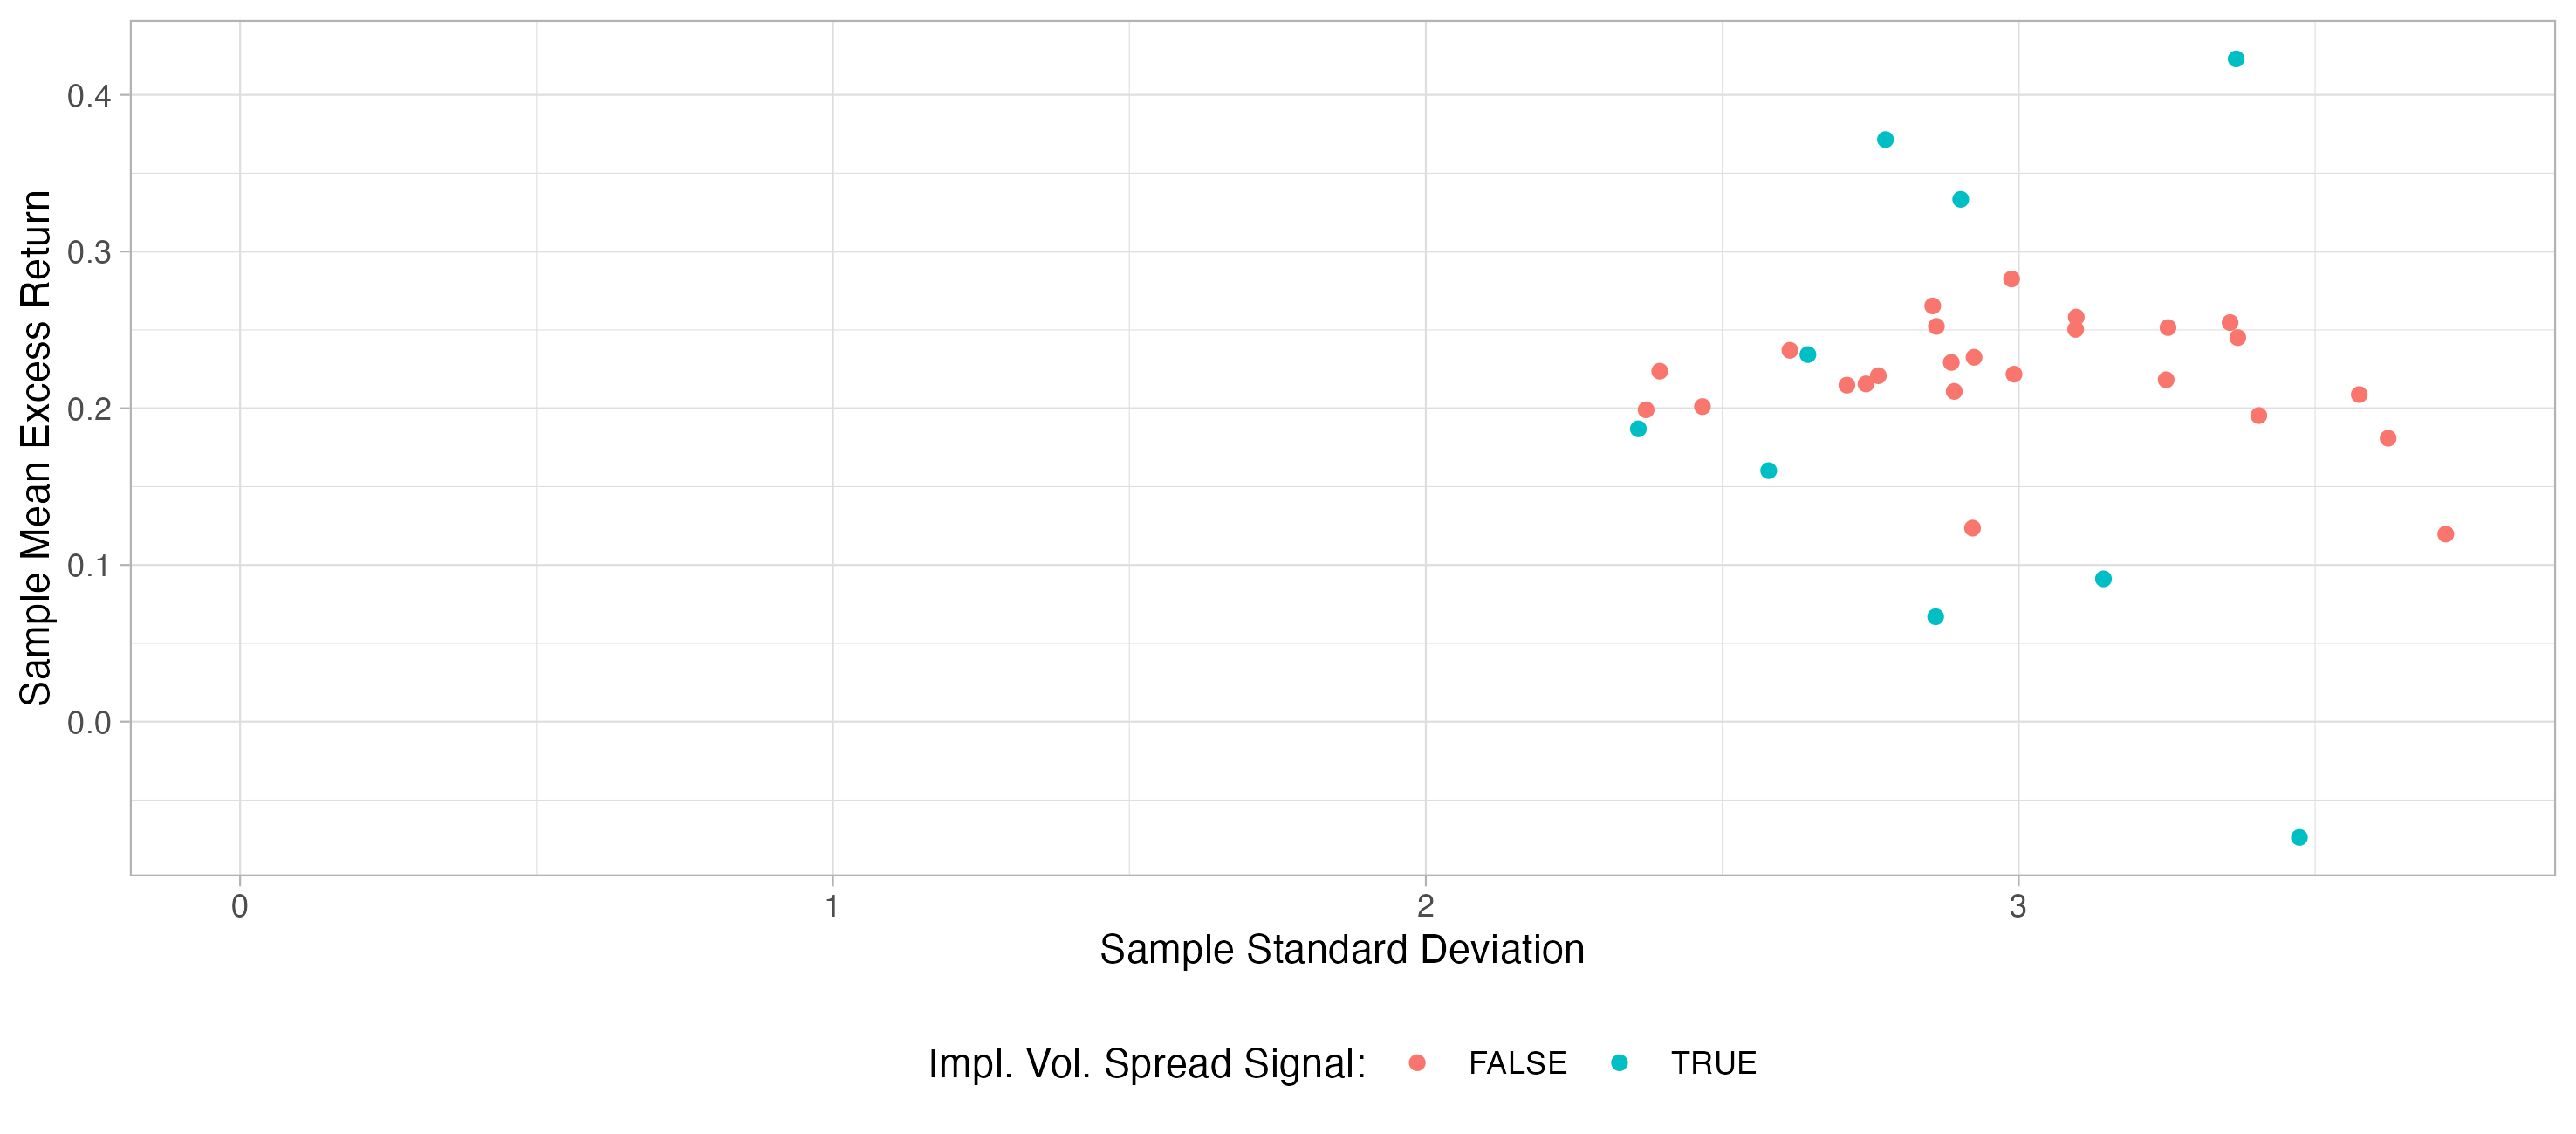 Sample Mean Excess Return
0.4
0.3
0.2
0.1
0.0
0 1 2 3
Sample Standard Deviation
Impl. Vol. Spread Signal: FALSE TRUE